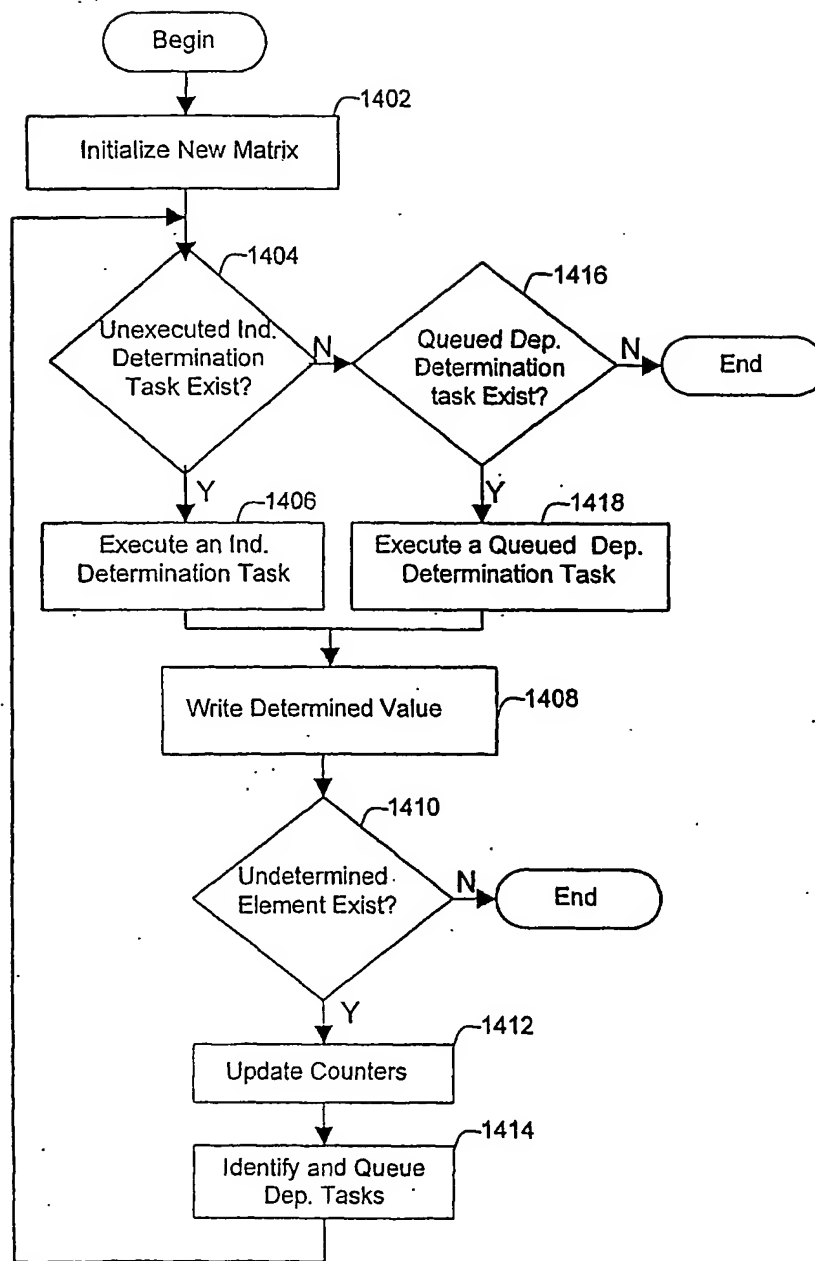 Begin
1402
Initialize New Matrix
1404
Unexecuted Ind.
Determination
Task Exist?
N
1416
Queued Dep.
Determination
task Exist?
N
End
Y
1406
Execute an Ind.
Determination Task
Y
1418
Execute a Queued Dep.
Determination Task
Write Determined Value
1408
1410
Undetermined
Element Exist?
N
End
Y
1412
Update Counters
1414
Identify and Queue
Dep. Tasks